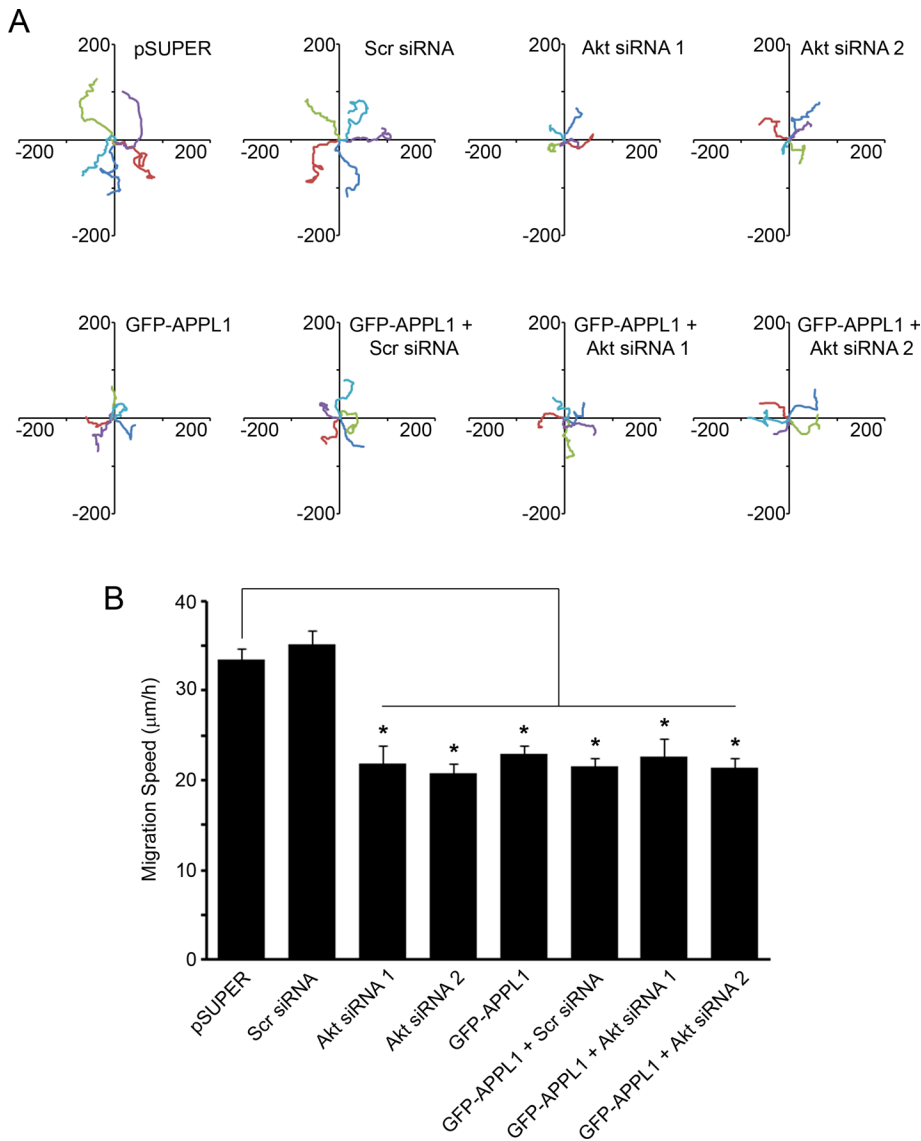 A
pSUPER
Scr siRNA
Akt siRNA 1
Akt siRNA 2
200
200
200
200
-200
200
-200
200
-200
200
-200
200
-200
-200
-200
-200
GFP-APPL1
GFP-APPL1 +
Scr siRNA
GFP-APPL1 +
Akt siRNA 1
GFP-APPL1 +
Akt siRNA 2
200
200
200
200
-200
200
-200
200
-200
200
-200
200
-200
-200
-200
-200
B
Migration Speed (μm/h)
40
30
20
10
0
* * * * * *
pSUPER
Scr siRNA
Akt siRNA 1
Akt siRNA 2
GFP-APPL1
GFP-APPL1 + Scr siRNA
GFP-APPL1 + Akt siRNA 1
GFP-APPL1 + Akt siRNA 2